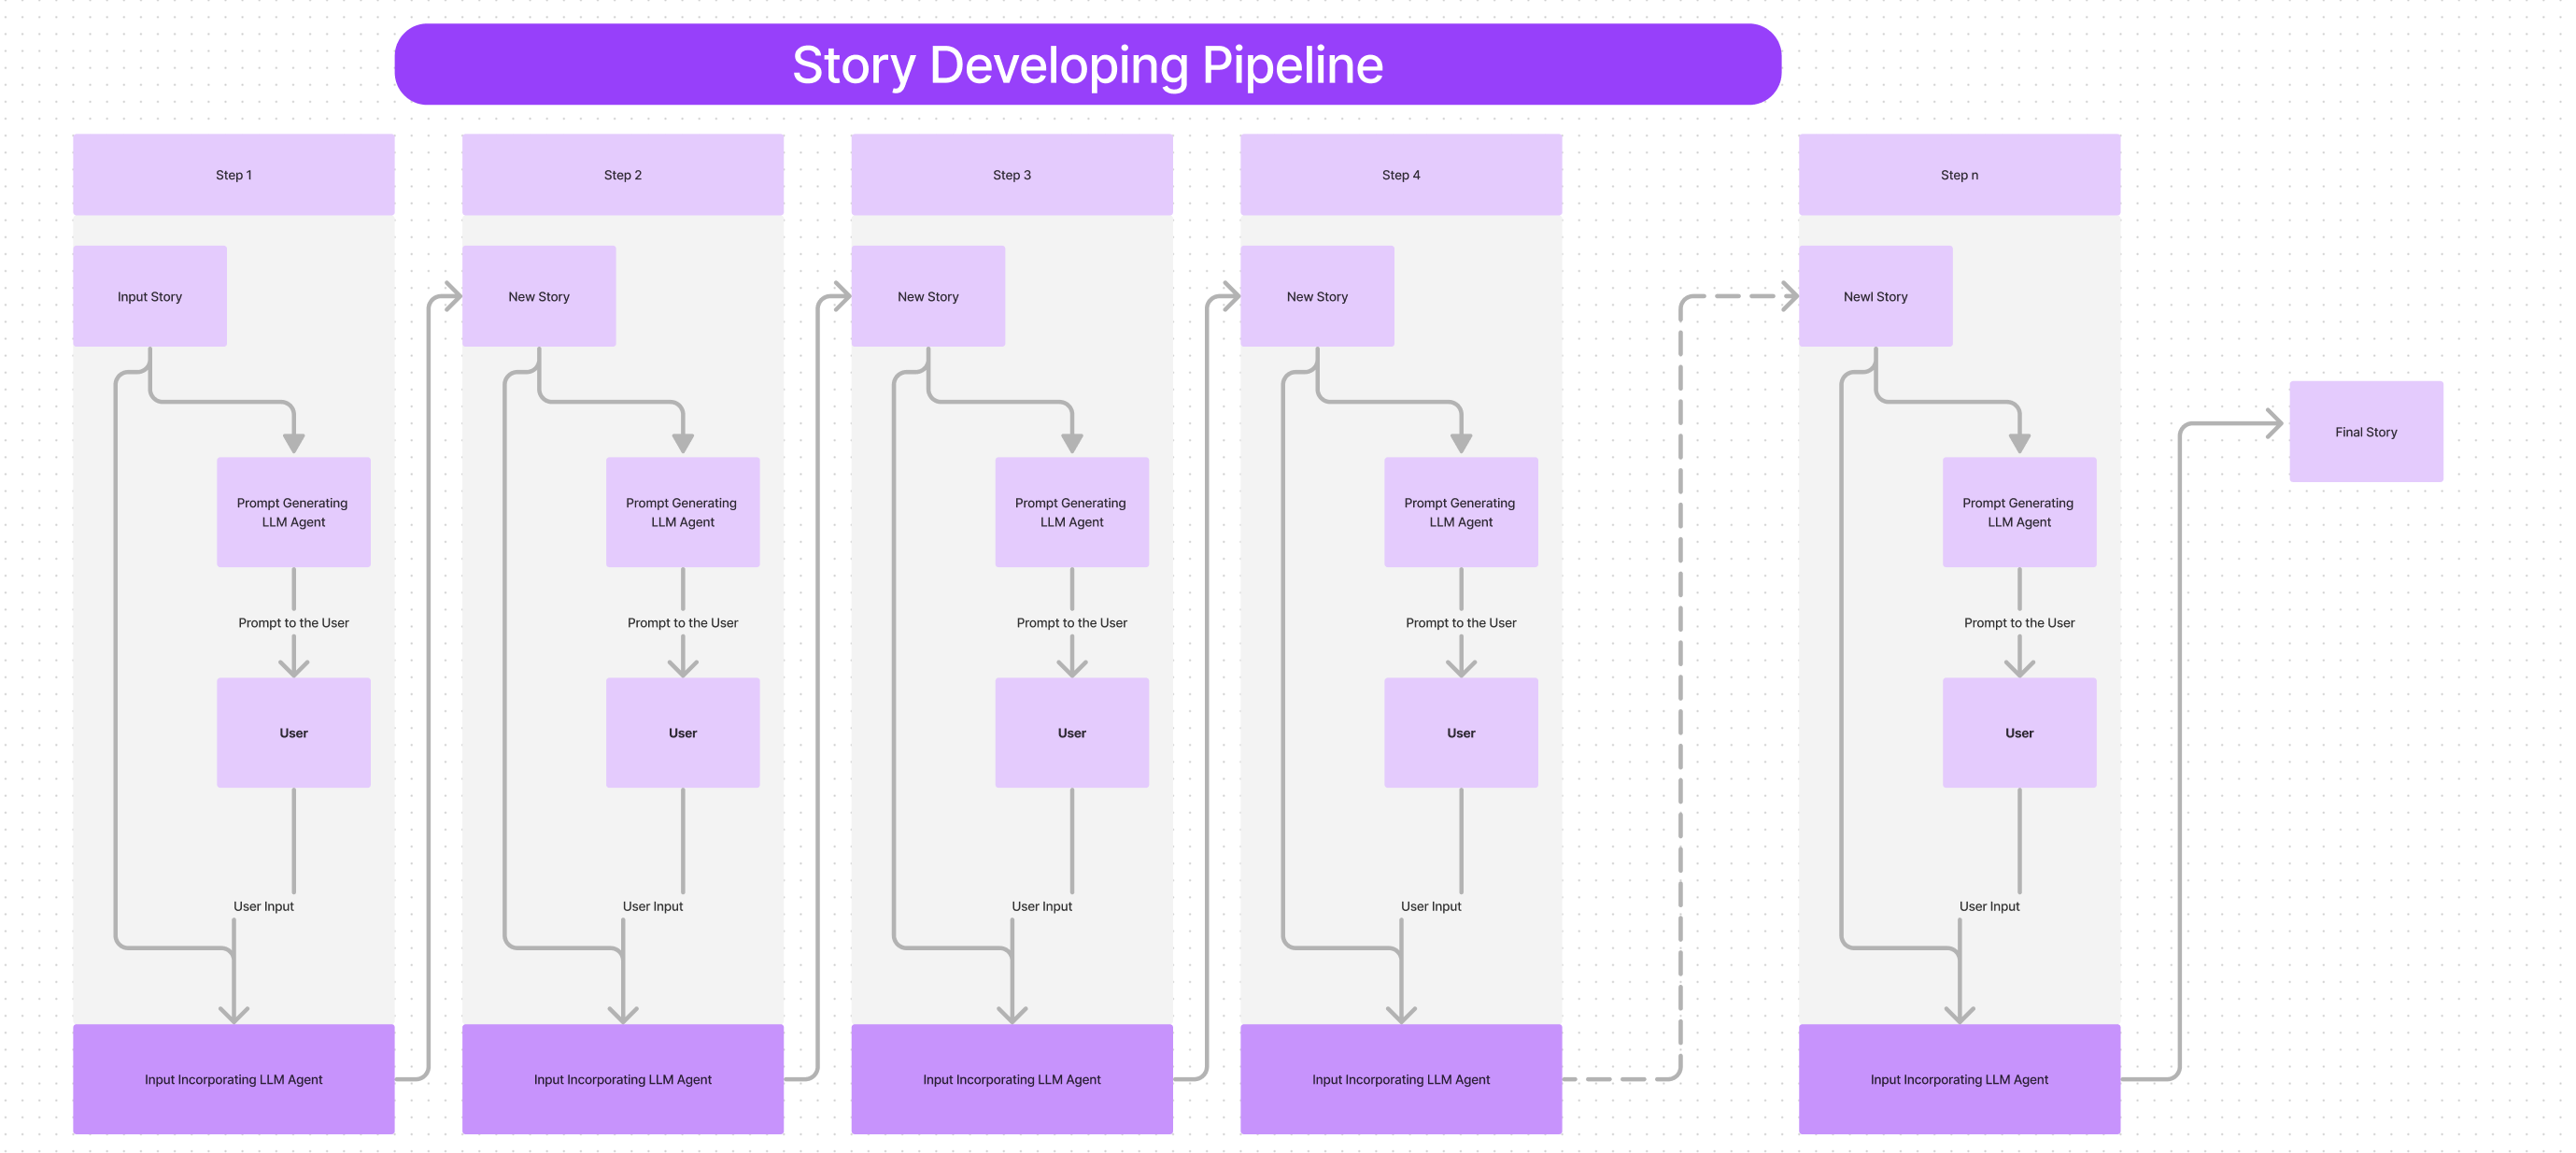 Story Developing Pipeline
Step 1
Input Story
Prompt Generating
LLM Agent
Prompt to the User
User
User Input
Input Incorporating LLM Agent
Step 2
New Story
Prompt Generating
LLM Agent
Prompt to the User
User
User Input
Input Incorporating LLM Agent
Step 3
New Story
Prompt Generating
LLM Agent
Prompt to the User
User
User Input
Input Incorporating LLM Agent
Step 4
New Story
Prompt Generating
LLM Agent
Prompt to the User
User
User Input
Input Incorporating LLM Agent
Step n
Newl Story
Prompt Generating
LLM Agent
Prompt to the User
User
User Input
Input Incorporating LLM Agent
Final Story